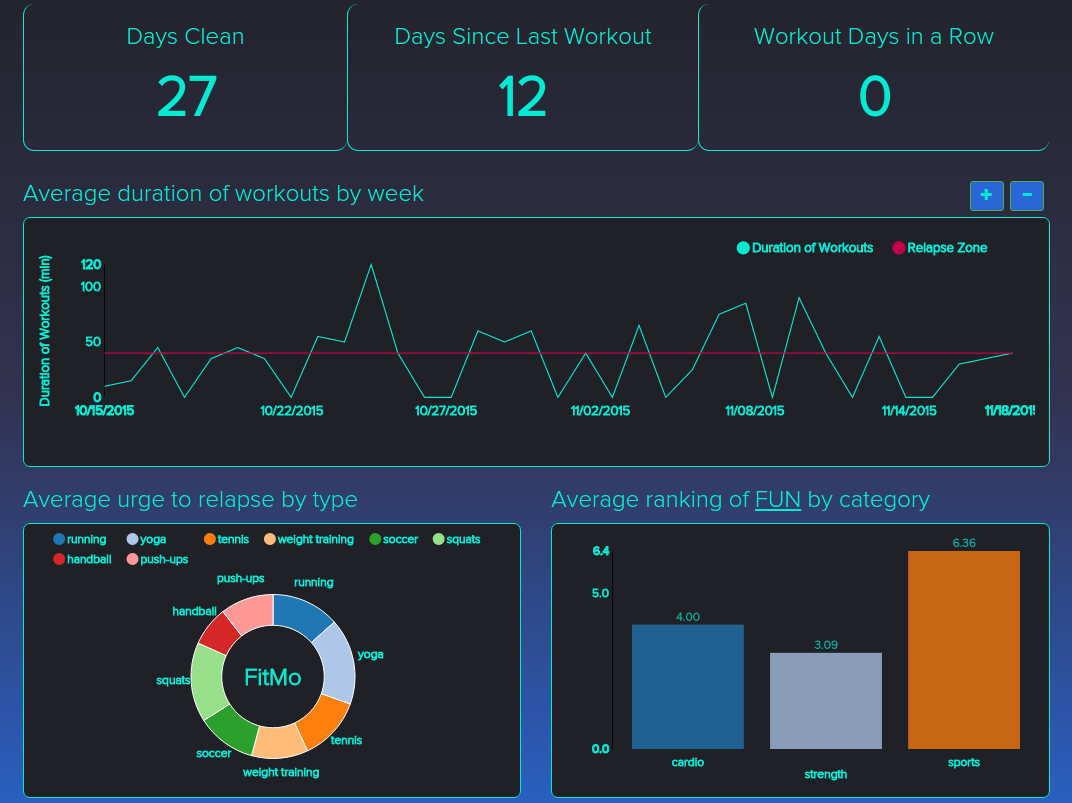 Days Clean
27
Days Since Last Workout
12
Workout Days in a Row
0
Average duration of workouts by week
+ −
Duration of Workouts Relapse Zone
Duration of Workouts (min)
120
100
50
0
10/15/2015 10/22/2015 10/27/2015 11/02/2015 11/08/2015 11/14/2015 11/18/201
Average urge to relapse by type
running yoga tennis weight training soccer squats
handball push-ups
push-ups
running
handball
yoga
FitMo
squats
tennis
soccer
weight training
Average ranking of FUN by category
6.4
5.0
0.0
6.36
4.00
3.09
cardio
strength
sports